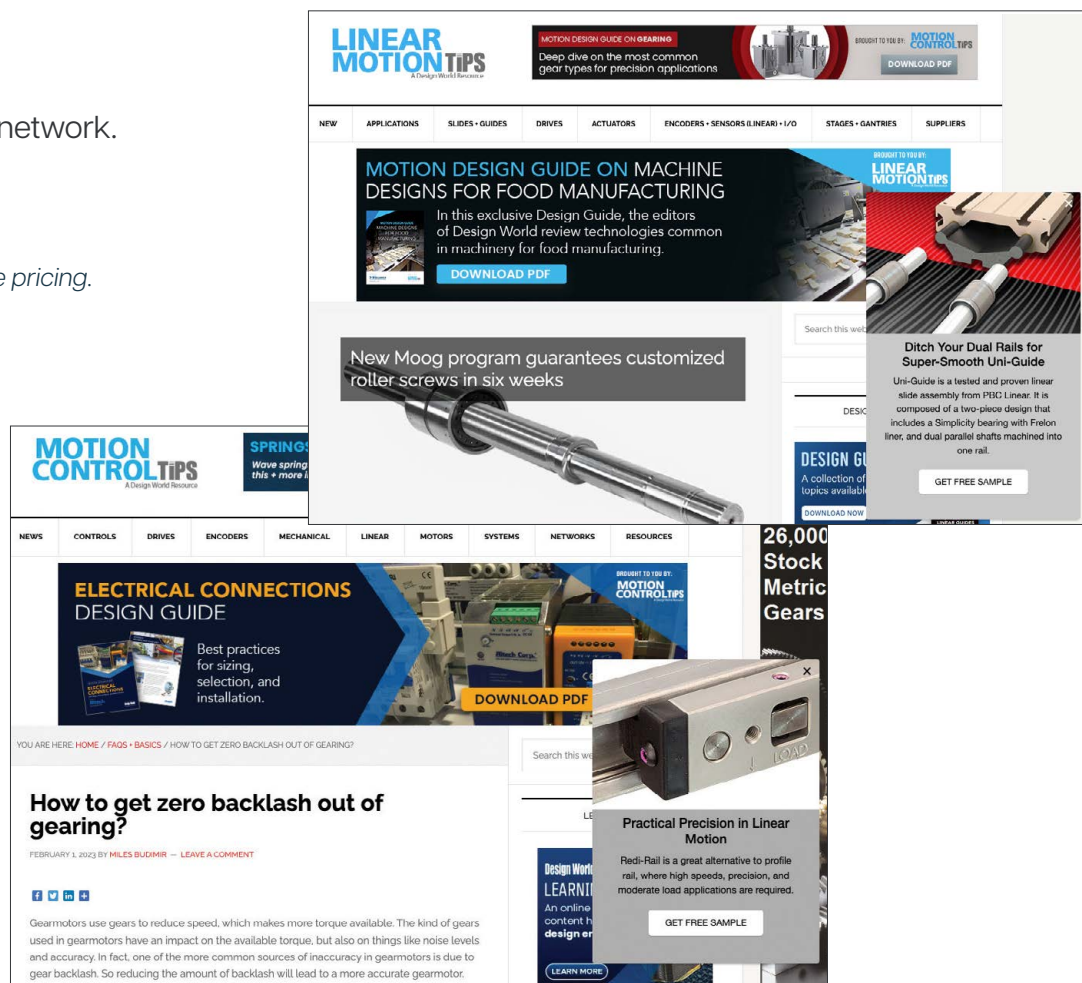 network.
e pricing.
LINEAR
MOTION TiPS
A Design World Resource
MOTION DESIGN GUIDE ON GEARING
Deep dive on the most common
gear types for precision applications
BROUGHT TO YOU BY:
MOTION
CONTROLTIPS
DOWNLOAD PDF
NEW APPLICATIONS SLIDES + GUIDES DRIVES ACTUATORS ENCODERS + SENSORS (LINEAR) + I/O STAGES + GANTRIES SUPPLIERS
MOTION DESIGN GUIDE ON MACHINE
DESIGNS FOR FOOD MANUFACTURING
In this exclusive Design Guide, the editors
of Design World review technologies common
in machinery for food manufacturing.
DOWNLOAD PDF
BROUGHT TO YOU BY:
LINEAR
MOTION TIPS
New Moog program guarantees customized
roller screws in six weeks
Search this web
DESIG
DESIGN GU
A collection of
topics availabl
DOWNLOAD NOW
LINEAR GUIDES
×
Ditch Your Dual Rails for
Super-Smooth Uni-Guide
Uni-Guide is a tested and proven linear
slide assembly from PBC Linear. It is
composed of a two-piece design that
includes a Simplicity bearing with Frelon
liner, and dual parallel shafts machined into
one rail.
GET FREE SAMPLE
MOTION
CONTROLTiPS
A Design World Resource
SPRINGS
Wave spring
this + more i
NEWS CONTROLS DRIVES ENCODERS MECHANICAL LINEAR MOTORS SYSTEMS NETWORKS RESOURCES
ELECTRICAL CONNECTIONS
DESIGN GUIDE
Best practices
for sizing,
selection, and
installation.
BROUGHT TO YOU BY:
MOTION
CONTROLTIPS
DOWNLOAD PDF
26,000
Stock
Metric
Gears
YOU ARE HERE: HOME / FAQS + BASICS / HOW TO GET ZERO BACKLASH OUT OF GEARING?
Search this we
How to get zero backlash out of
gearing?
FEBRUARY 1, 2023 BY MILES BUDIMIR — LEAVE A COMMENT
Gearmotors use gears to reduce speed, which makes more torque available. The kind of gears
used in gearmotors have an impact on the available torque, but also on things like noise levels
and accuracy. In fact, one of the more common sources of inaccuracy in gearmotors is due to
gear backlash. So reducing the amount of backlash will lead to a more accurate gearmotor.
LE
Design Worl
LEARNI
An online
content h
design en
LEARN MORE
×
LOAD
Practical Precision in Linear
Motion
Redi-Rail is a great alternative to profile
rail, where high speeds, precision, and
moderate load applications are required.
GET FREE SAMPLE